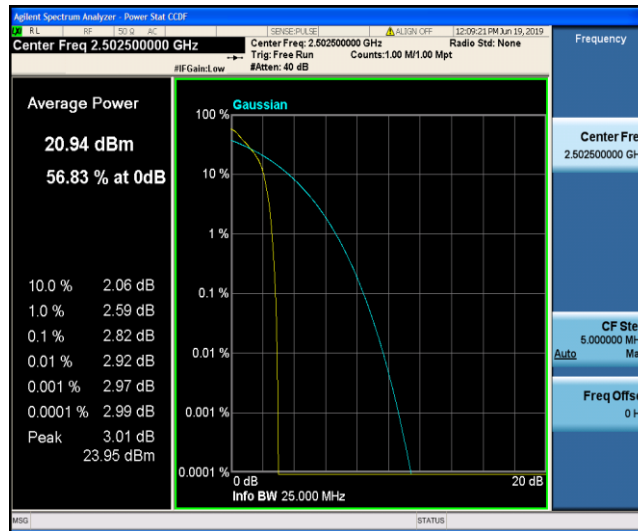 Agilent Spectrum Analyzer - Power Stat CCDF
RL RF 50 Ω AC SENSE:PULSE ALIGN OFF 12:09:21 PM Jun 19, 2019
Center Freq 2.502500000 GHz
Center Freq: 2.502500000 GHz Radio Std: None
Trig: Free Run Counts:1.00 M/1.00 Mpt
#IFGain:Low #Atten: 40 dB
Frequency
Average Power
20.94 dBm
56.83 % at 0dB
10.0 % 2.06 dB
1.0 % 2.59 dB
0.1 % 2.82 dB
0.01 % 2.92 dB
0.001 % 2.97 dB
0.0001 % 2.99 dB
Peak 3.01 dB
23.95 dBm
Gaussian
100 %
10 %
1 %
0.1 %
0.01 %
0.001 %
0.0001 %
0 dB 20 dB
Info BW 25.000 MHz
Center Fre
2.502500000 GH
CF Ste
5.000000 MH
Auto Ma
Freq Offs
0 H
MSG STATUS